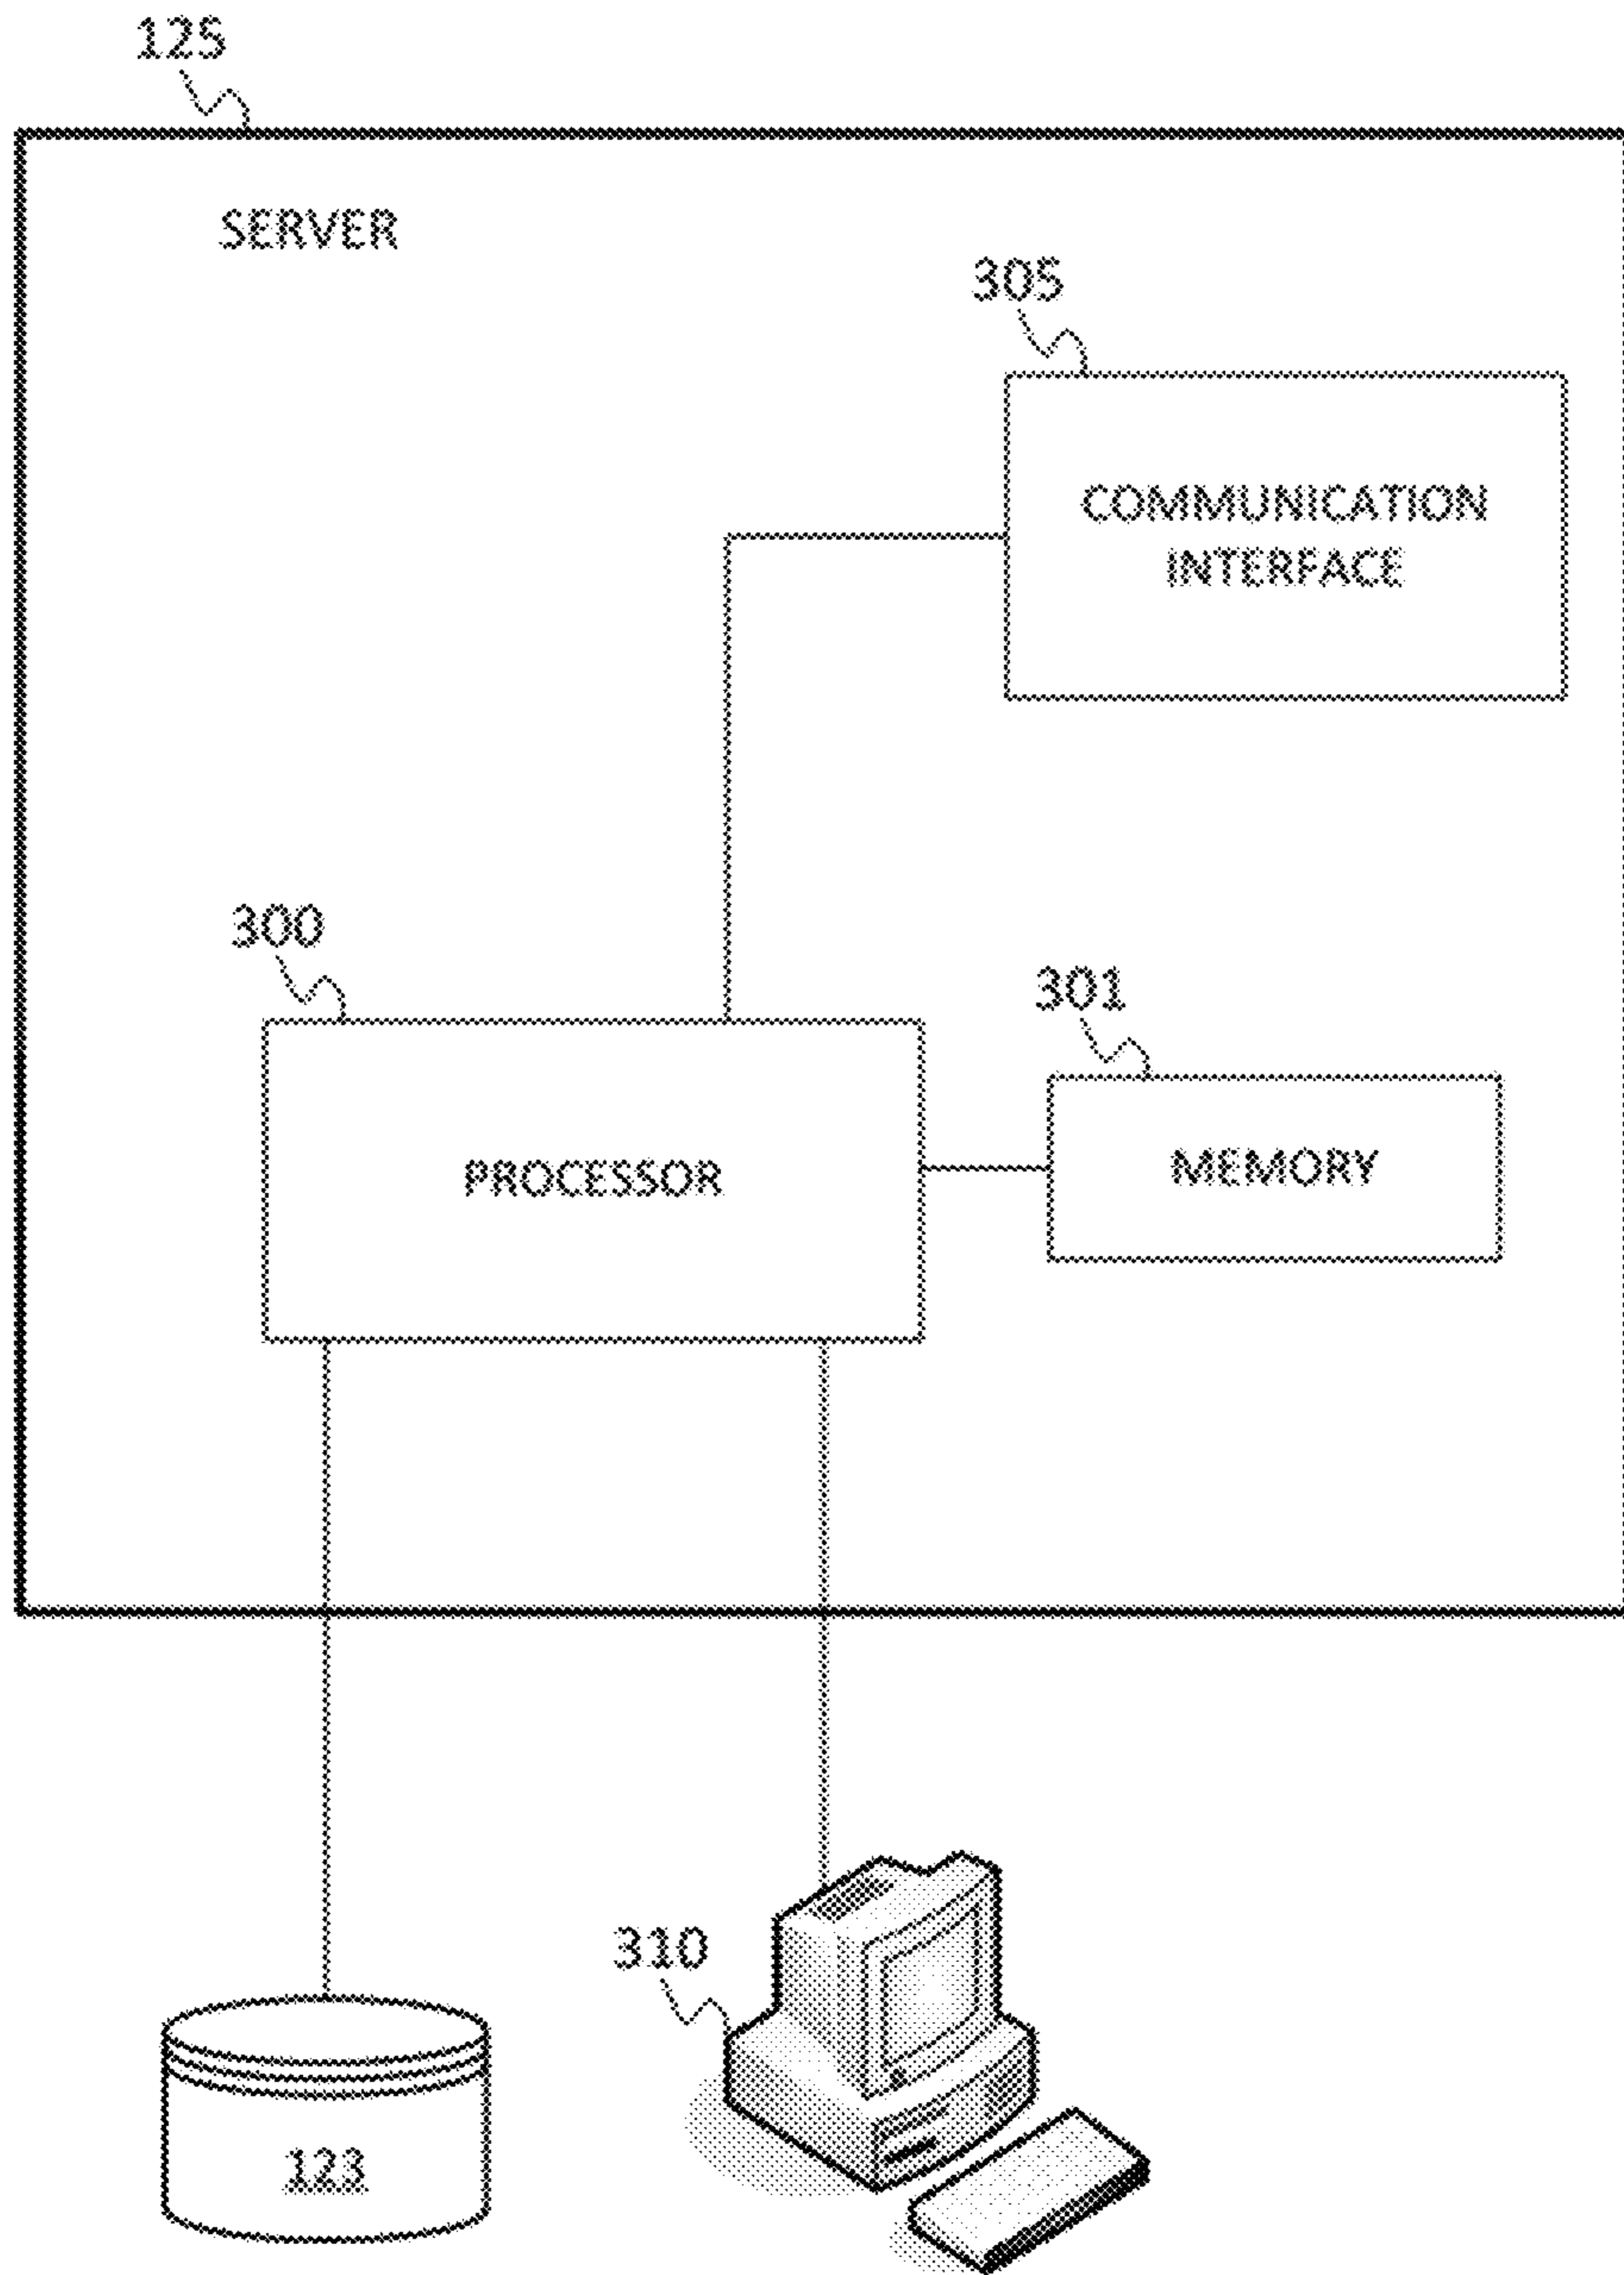 125
SERVER
305
COMMUNICATION
INTERFACE
300
301
PROCESSOR
MEMORY
310
123